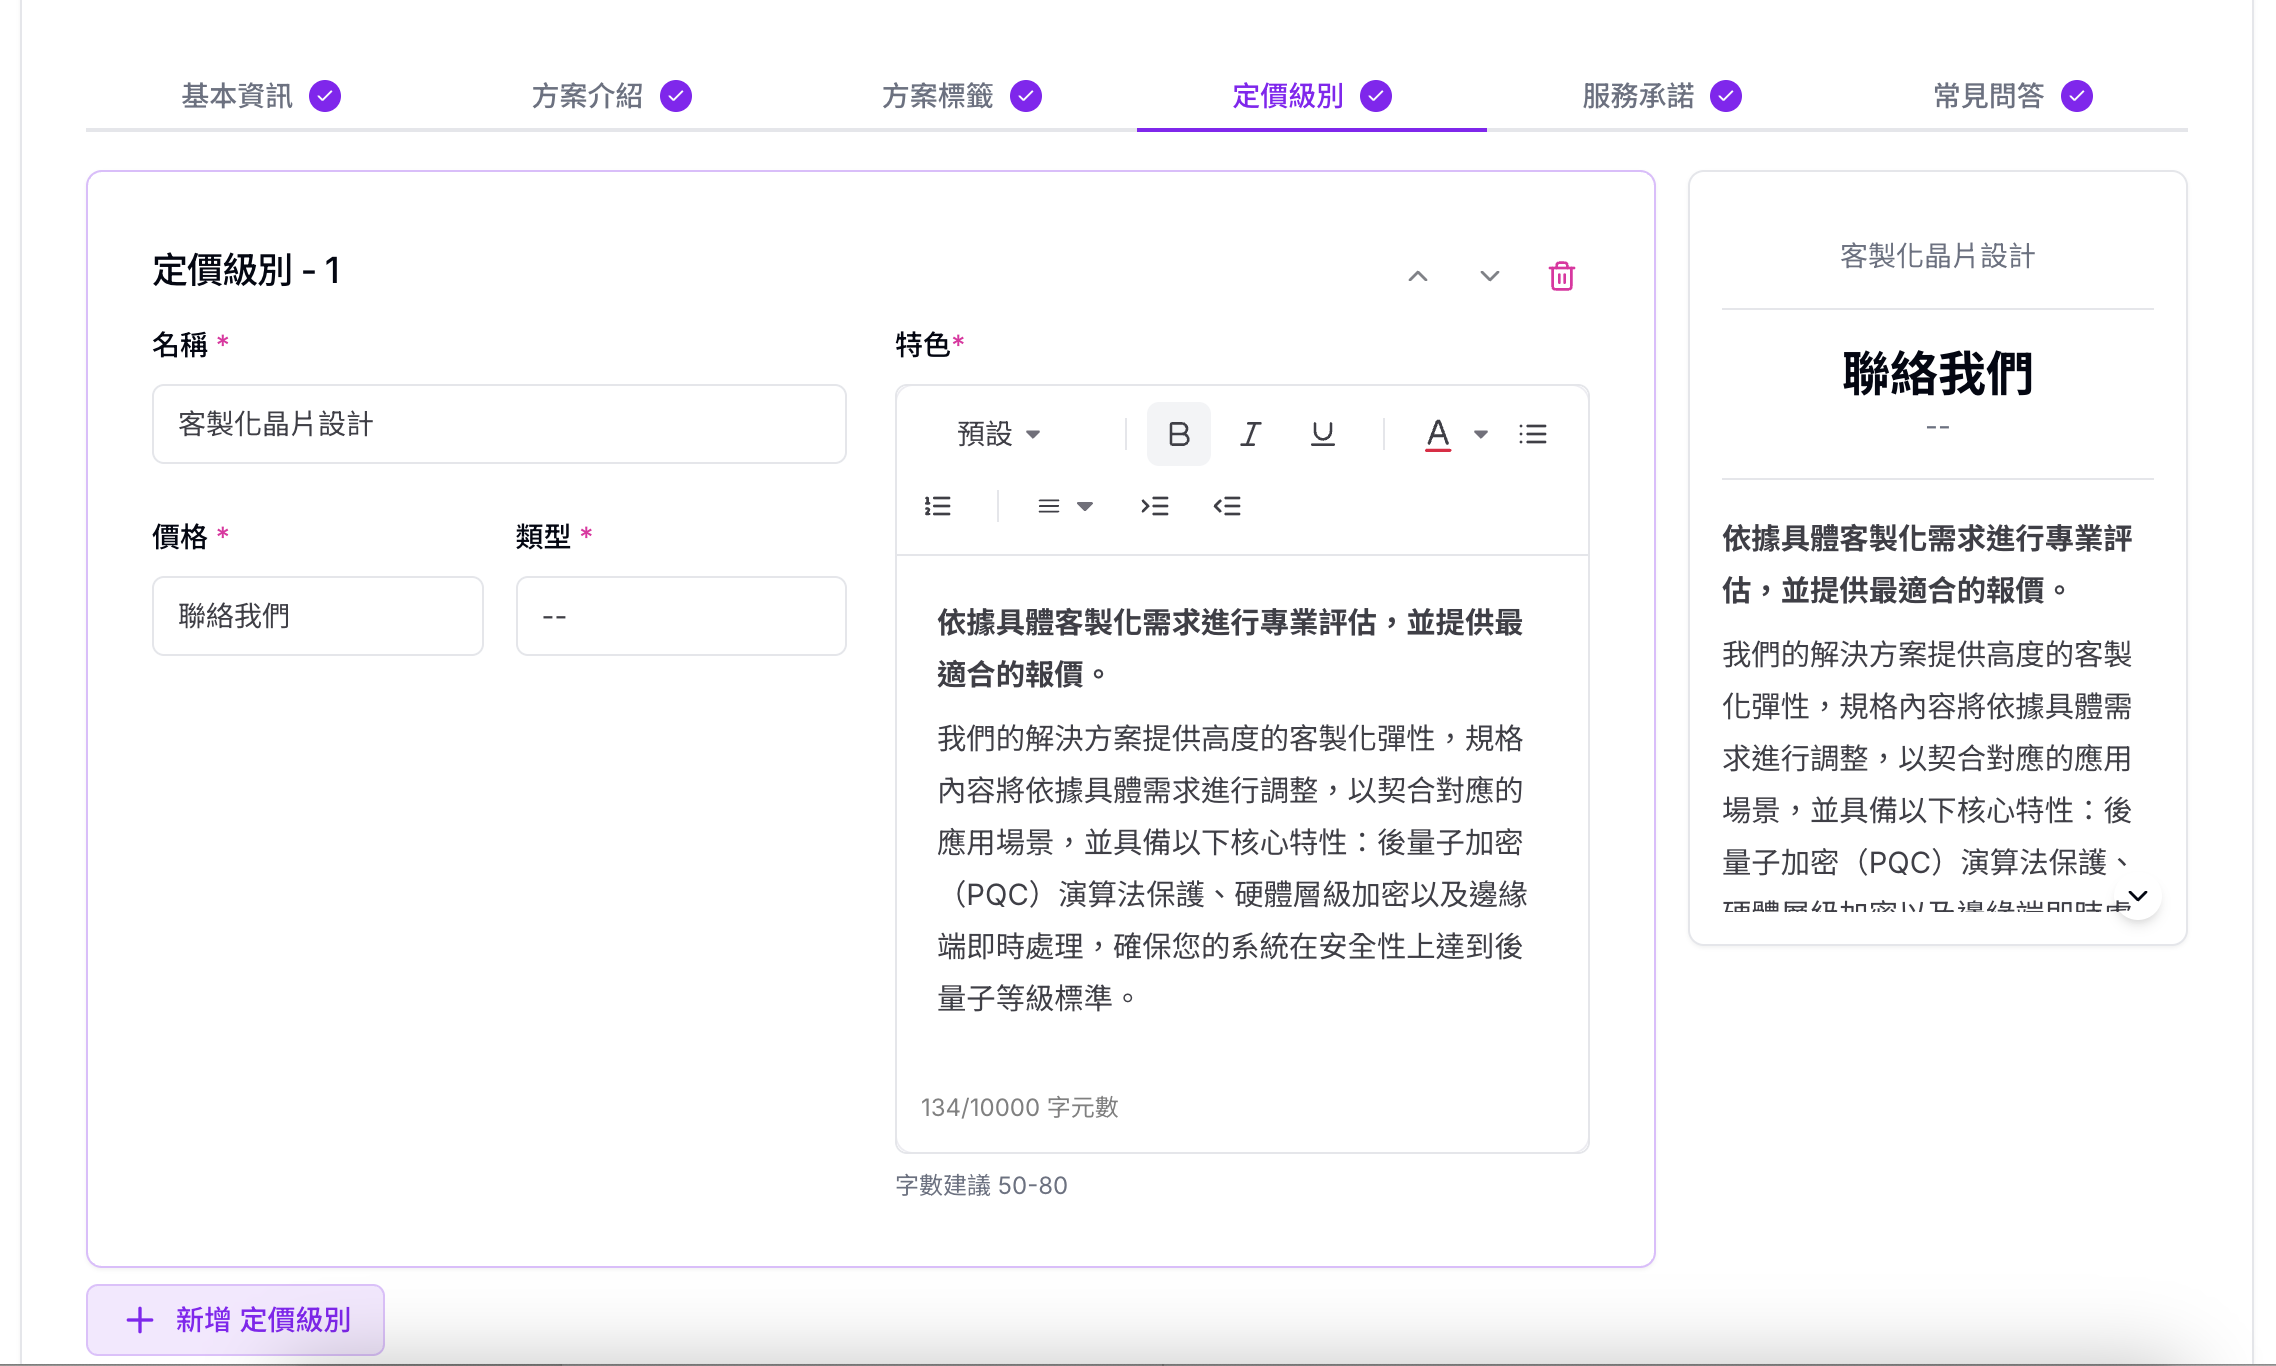 基本資訊
方案介紹
方案標籤
定價級別
服務承諾
常見問答
定價級別 - 1
名稱 *
客製化晶片設計
價格 *
類型 *
聯絡我們
--
特色*
預設
B I U A
依據具體客製化需求進行專業評估，並提供最
適合的報價。
我們的解決方案提供高度的客製化彈性，規格
內容將依據具體需求進行調整，以契合對應的
應用場景，並具備以下核心特性：後量子加密
（PQC）演算法保護、硬體層級加密以及邊緣
端即時處理，確保您的系統在安全性上達到後
量子等級標準。
134/10000 字元數
字數建議 50-80
新增 定價級別
客製化晶片設計
聯絡我們
--
依據具體客製化需求進行專業評
估，並提供最適合的報價。
我們的解決方案提供高度的客製
化彈性，規格內容將依據具體需
求進行調整，以契合對應的應用
場景，並具備以下核心特性：後
量子加密（PQC）演算法保護、
硬體層級加密以及邊緣端即時處